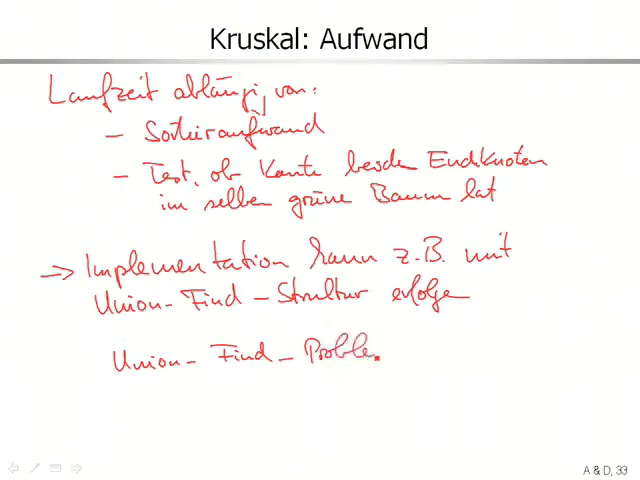 Kruskal: Aufwand
Laufzeit abhängig von:
- Sortieraufwand
- Test, ob Kante beide Endknoten
im selben grünen Baum hat
-> Implementation kann z.B. mit
Union-Find-Struktur erfolgen
Union-Find-Proble
A & D, 33